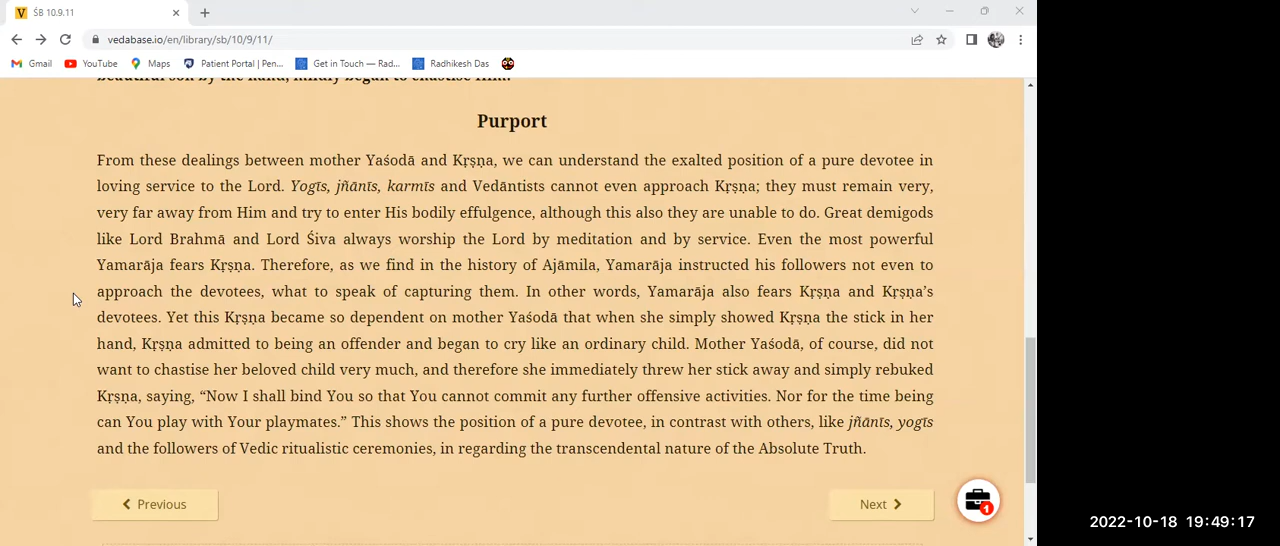 ŚB 10.9.11
vedabase.io/en/library/sb/10/9/11/
Gmail YouTube Maps Patient Portal | Pen... Get in Touch — Rad... Radhikesh Das
beautiful son by the hand, mildly began to chastise Him.
Purport
From these dealings between mother Yaśodā and Kṛṣṇa, we can understand the exalted position of a pure devotee in
loving service to the Lord. Yogīs, jñānīs, karmīs and Vedāntists cannot even approach Kṛṣṇa; they must remain very,
very far away from Him and try to enter His bodily effulgence, although this also they are unable to do. Great demigods
like Lord Brahmā and Lord Śiva always worship the Lord by meditation and by service. Even the most powerful
Yamarāja fears Kṛṣṇa. Therefore, as we find in the history of Ajāmila, Yamarāja instructed his followers not even to
approach the devotees, what to speak of capturing them. In other words, Yamarāja also fears Kṛṣṇa and Kṛṣṇa’s
devotees. Yet this Kṛṣṇa became so dependent on mother Yaśodā that when she simply showed Kṛṣṇa the stick in her
hand, Kṛṣṇa admitted to being an offender and began to cry like an ordinary child. Mother Yaśodā, of course, did not
want to chastise her beloved child very much, and therefore she immediately threw her stick away and simply rebuked
Kṛṣṇa, saying, “Now I shall bind You so that You cannot commit any further offensive activities. Nor for the time being
can You play with Your playmates.” This shows the position of a pure devotee, in contrast with others, like jñānīs, yogīs
and the followers of Vedic ritualistic ceremonies, in regarding the transcendental nature of the Absolute Truth.
Previous
Next
1
2022-10-18 19:49:17